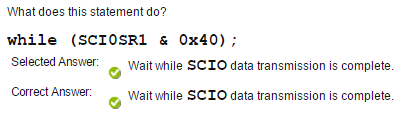 What does this statement do?
while (SCI0SR1 & 0x40);
Selected Answer: Wait while SCIO data transmission is complete.
Correct Answer: Wait while SCIO data transmission is complete.